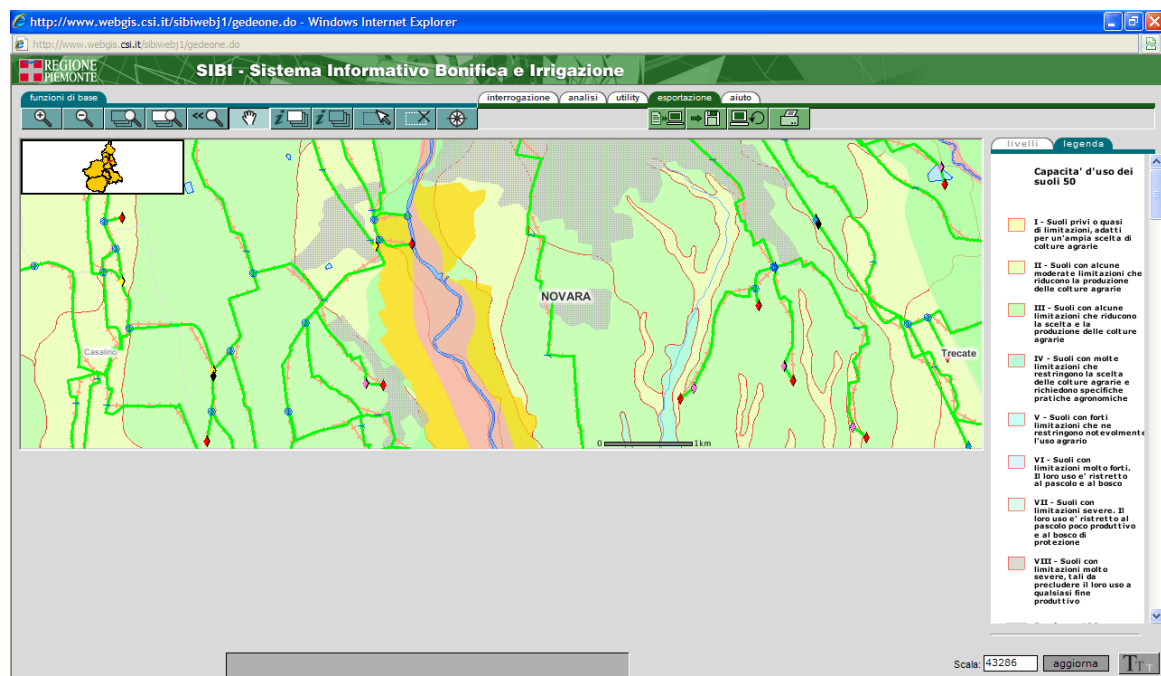 http://www.webgis.csi.it/sibiwebj1/gedeone.do - Windows Internet Explorer
http://www.webgis.csi.it/sibiwebj1/gedeone.do
REGIONE
PIEMONTE
SIBI - Sistema Informativo Bonifica e Irrigazione
funzioni di base
interrogazione
analisi
utility
esportazione
aiuto
livelli
legenda
NOVARA
Casalino
Trecate
0
1km
Capacita' d'uso dei
suoli 50
I - Suoli privi o quasi
di limitazioni, adatti
per un'ampia scelta di
colture agrarie
II - Suoli con alcune
moderate limitazioni che
riducono la produzione
delle colture agrarie
III - Suoli con alcune
limitazioni che riducono
la scelta e la
produzione delle colture
agrarie
IV - Suoli con molte
limitazioni che
restringono la scelta
delle colture agrarie e
richiedono specifiche
pratiche agronomiche
V - Suoli con forti
limitazioni che ne
restringono notevolmente
l'uso agrario
VI - Suoli con
limitazioni molto forti.
Il loro uso e' ristretto
al pascolo e al bosco
VII - Suoli con
limitazioni severe. Il
loro uso e' ristretto al
pascolo poco produttivo
e al bosco di
protezione
VIII - Suoli con
limitazioni molto
severe, tali da
precludere il loro uso a
qualsiasi fine
produttivo
Scala:
43286
aggiorna
TTT